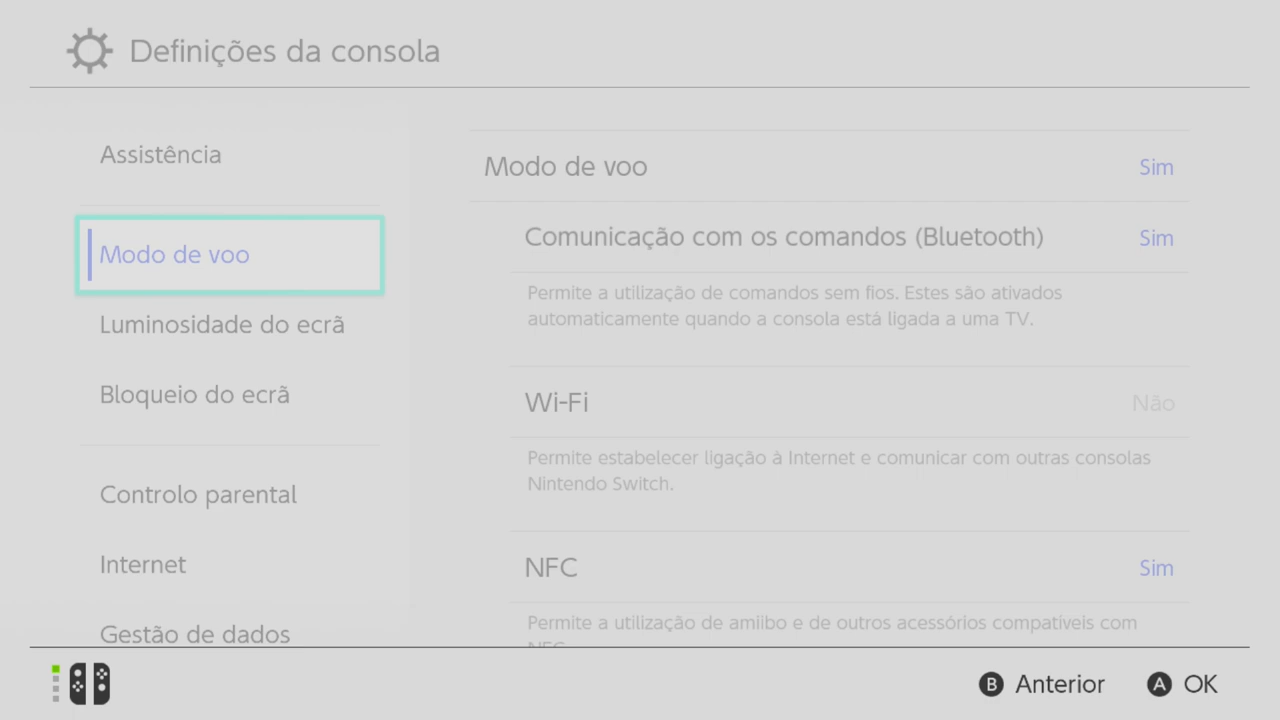 Definições da consola
Assistência
Modo de voo
Luminosidade do ecrã
Bloqueio do ecrã
Controlo parental
Internet
Gestão de dados
Modo de voo Sim
Comunicação com os comandos (Bluetooth) Sim
Permite a utilização de comandos sem fios. Estes são ativados
automaticamente quando a consola está ligada a uma TV.
Wi-Fi Não
Permite estabelecer ligação à Internet e comunicar com outras consolas
Nintendo Switch.
NFC Sim
Permite a utilização de amiibo e de outros acessórios compatíveis com
NFC.
B Anterior A OK